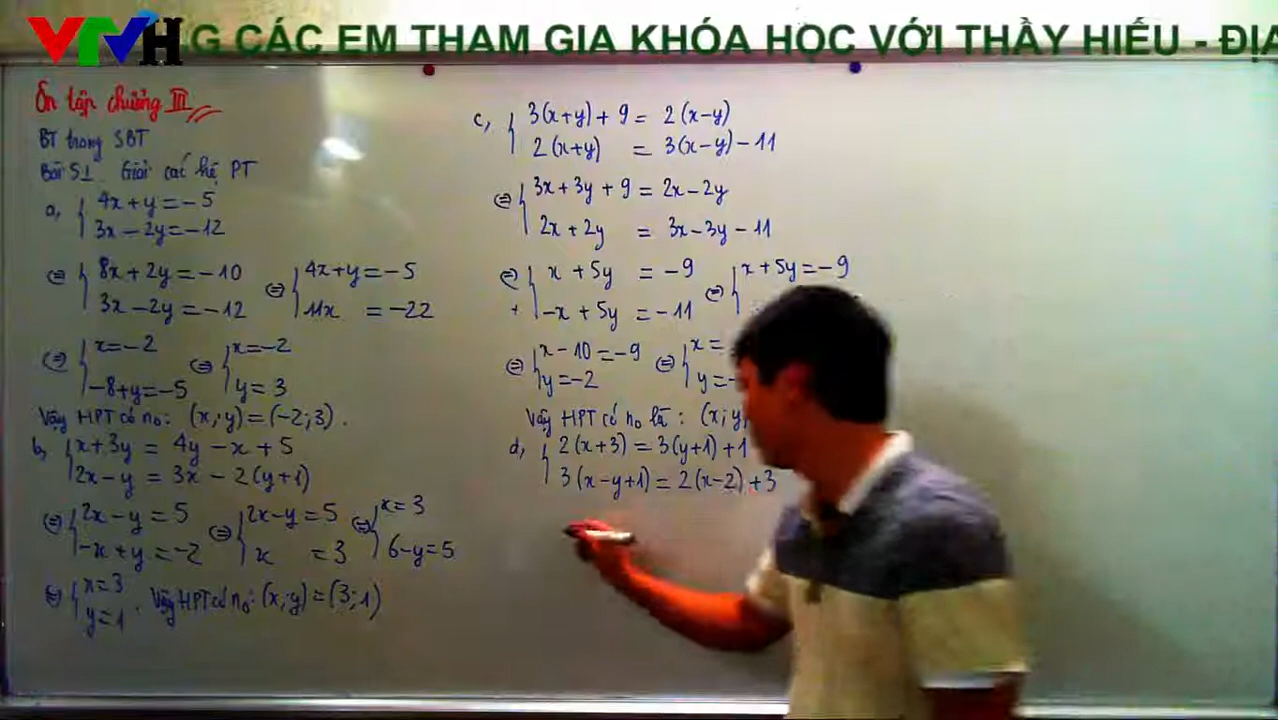 VTVH
G CÁC EM THAM GIA KHÓA HỌC VỚI THẦY HIẾU - ĐỊA
Ôn tập chương III
BT trong SBT
Bài 51. Giải các hệ PT
a, { 4x + y = -5
3x - 2y = -12
⇔ { 8x + 2y = -10
3x - 2y = -12
⇔ { 4x + y = -5
11x = -22
⇔ { x = -2
-8 + y = -5
⇔ { x = -2
y = 3
Vậy HPT có n₀: (x; y) = (-2; 3).
b, { x + 3y = 4y - x + 5
2x - y = 3x - 2(y+1)
⇔ { 2x - y = 5
-x + y = -2
⇔ { 2x - y = 5
x = 3
⇔ { x = 3
6 - y = 5
⇔ { x = 3
y = 1 . Vậy HPT có n₀: (x; y) = (3; 1)
c, { 3(x+y) + 9 = 2(x-y)
2(x+y) = 3(x-y) - 11
⇔ { 3x + 3y + 9 = 2x - 2y
2x + 2y = 3x - 3y - 11
⇔ { x + 5y = -9
+ -x + 5y = -11
⇔ { x + 5y = -9
⇔ { x - 10 = -9
y = -2
⇔ { x =
y = -
Vậy HPT có n₀ là: (x; y
d, { 2(x+3) = 3(y+1) + 1
3(x-y+1) = 2(x-2) + 3